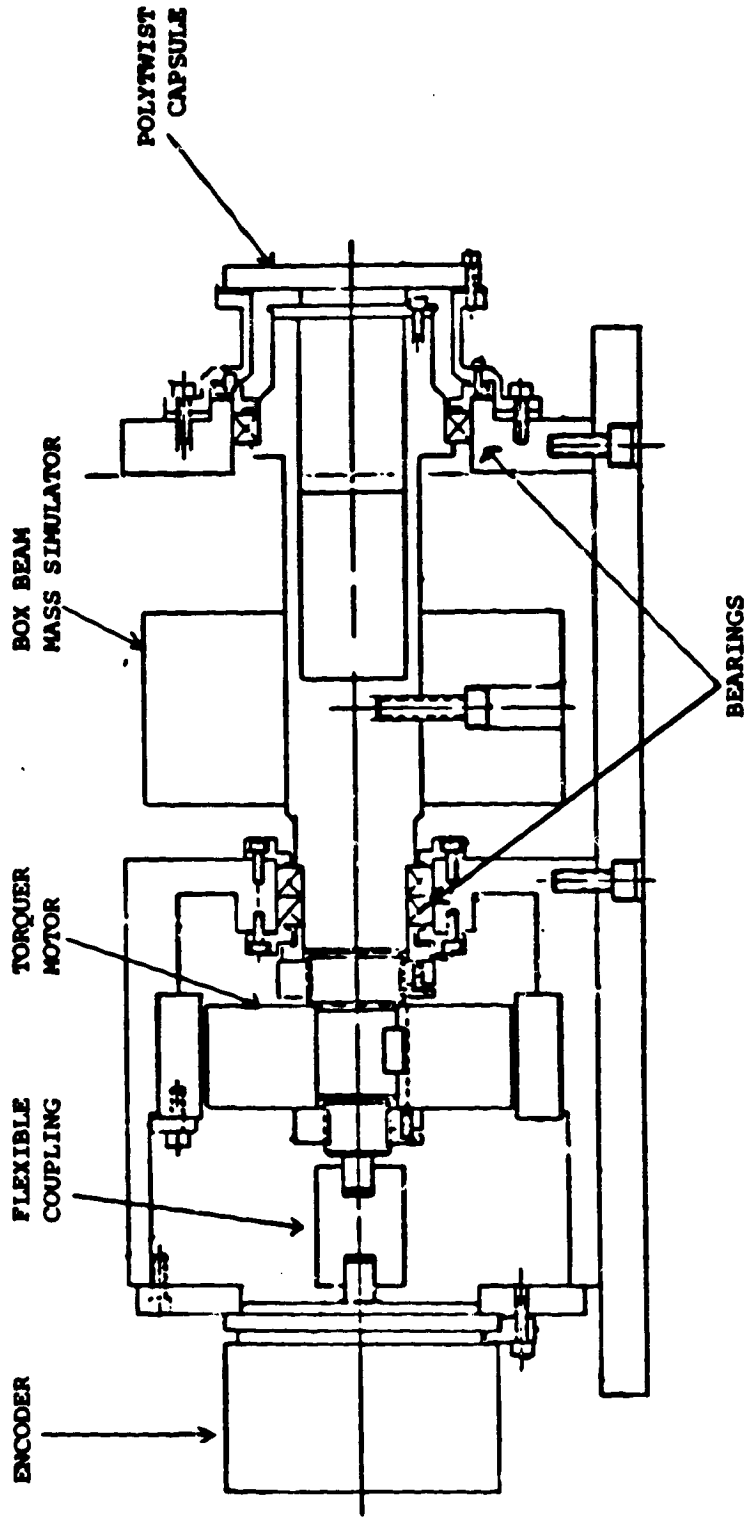 ENCODER
FLEXIBLE
COUPLING
TORQUER
MOTOR
BOX BEAM
MASS SIMULATOR
POLYTWIST
CAPSULE
BEARINGS